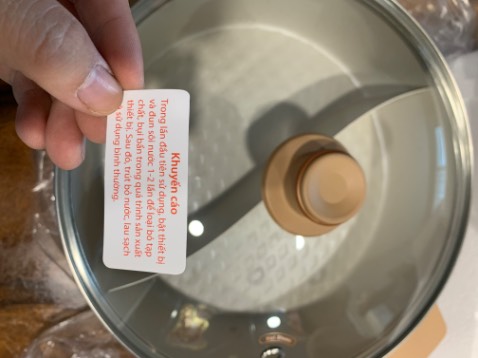 Khuyến cáo
Trong lần đầu tiên sử dụng, bật thiết bị
và đun sôi nước 1-2 lần để loại bỏ tạp
chất, bụi bẩn trong quá trình sản xuất
thiết bị. Sau đó, trút bỏ nước, lau sạch
sử dụng bình thường.